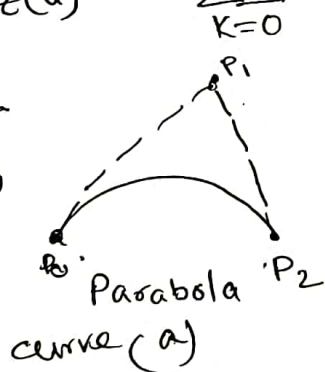 t(u)
K=0
P₁
P₀
P₂
Parabola
curve (a)